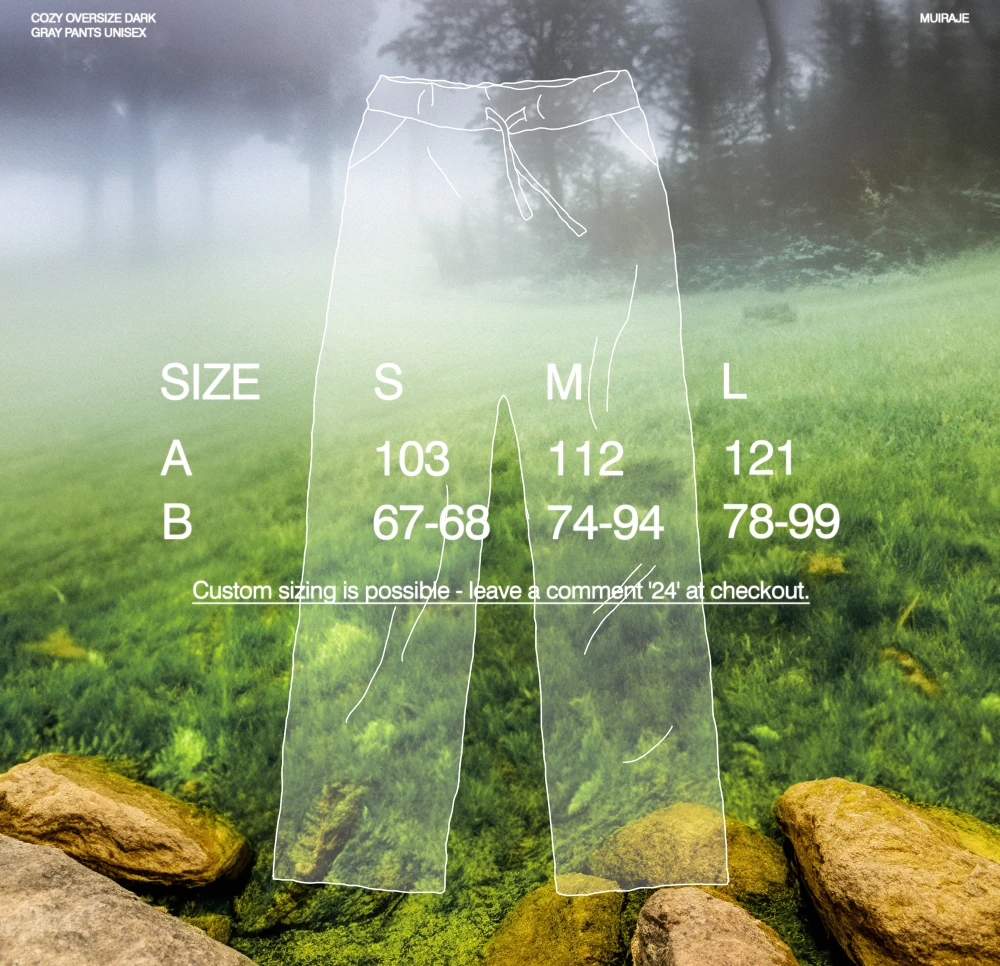 COZY OVERSIZE DARK
GRAY PANTS UNISEX
MUIRAJE
SIZE S M L
A 103 112 121
B 67-68 74-94 78-99
Custom sizing is possible - leave a comment '24' at checkout.